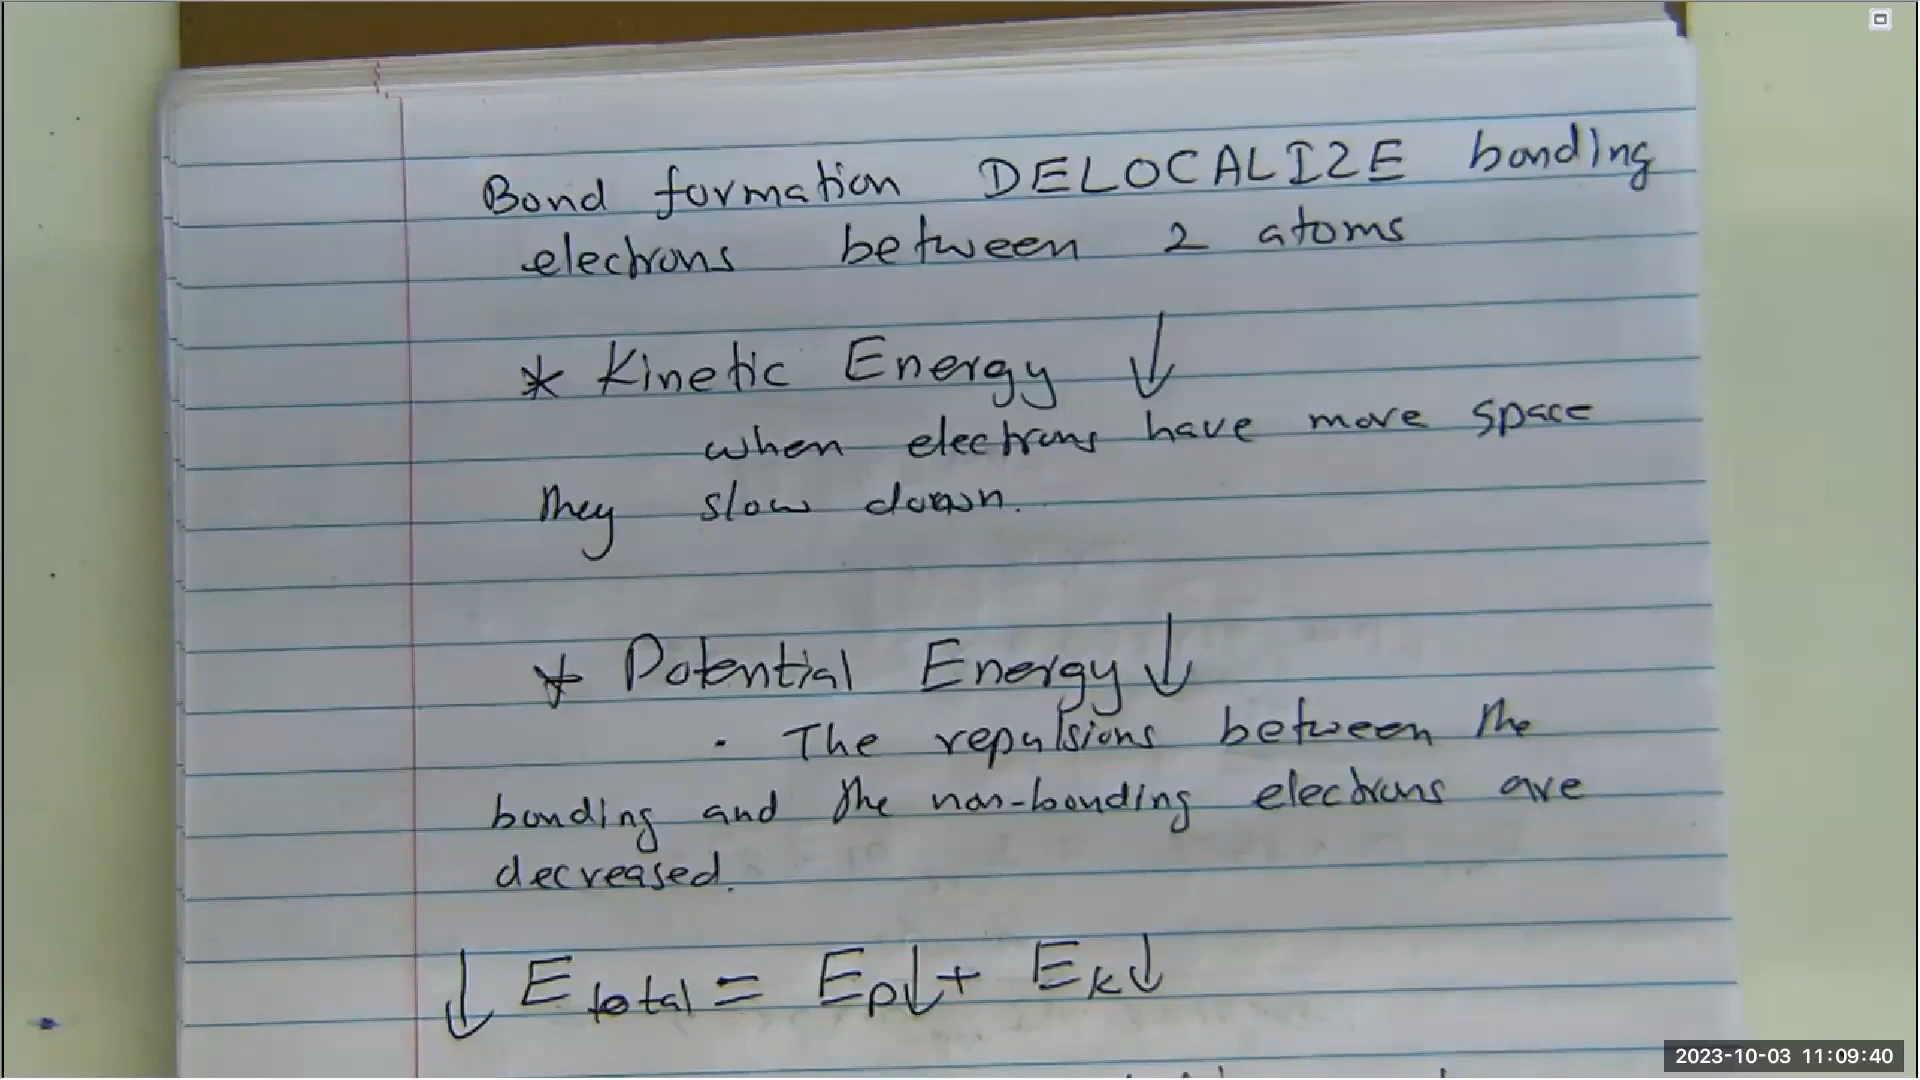 Bond formation DELOCALIZE bonding
electrons between 2 atoms
* Kinetic Energy ↓
when electrons have more space
they slow down.
* Potential Energy ↓
· The repulsions between the
bonding and the non-bonding electrons are
decreased.
↓ E total = Ep↓ + Ek↓
2023-10-03 11:09:40